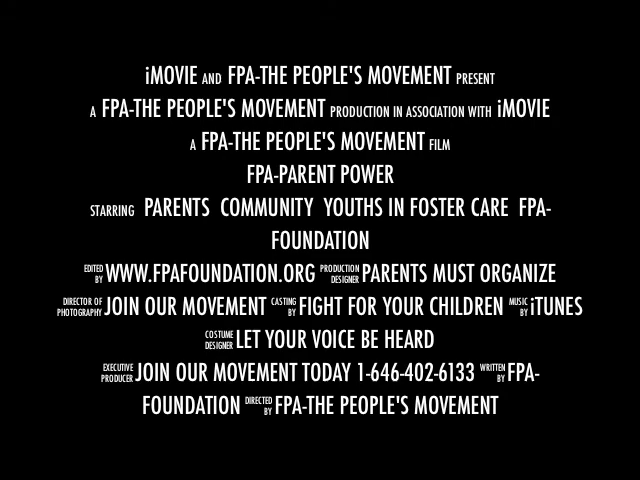 iMOVIE AND FPA-THE PEOPLE'S MOVEMENT PRESENT
A FPA-THE PEOPLE'S MOVEMENT PRODUCTION IN ASSOCIATION WITH iMOVIE
A FPA-THE PEOPLE'S MOVEMENT FILM
FPA-PARENT POWER
STARRING PARENTS COMMUNITY YOUTHS IN FOSTER CARE FPA-
FOUNDATION
EDITED BY WWW.FPAFOUNDATION.ORG PRODUCTION DESIGNER PARENTS MUST ORGANIZE
DIRECTOR OF PHOTOGRAPHY JOIN OUR MOVEMENT CASTING BY FIGHT FOR YOUR CHILDREN MUSIC BY iTUNES
COSTUME DESIGNER LET YOUR VOICE BE HEARD
EXECUTIVE PRODUCER JOIN OUR MOVEMENT TODAY 1-646-402-6133 WRITTEN BY FPA-
FOUNDATION DIRECTED BY FPA-THE PEOPLE'S MOVEMENT